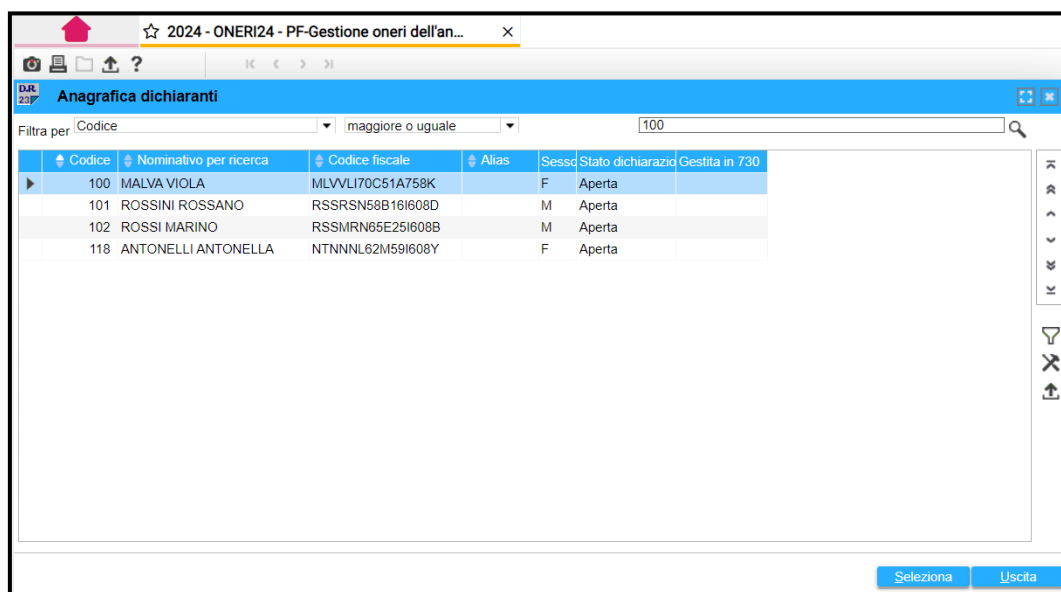 2024 - ONERI24 - PF-Gestione oneri dell'an...
?
D.R.
23
Anagrafica dichiaranti
Filtra per Codice maggiore o uguale 100
Codice Nominativo per ricerca Codice fiscale Alias Sesso Stato dichiarazio Gestita in 730
100 MALVA VIOLA MLVVLI70C51A758K F Aperta
101 ROSSINI ROSSANO RSSRSN58B16I608D M Aperta
102 ROSSI MARINO RSSMRN65E25I608B M Aperta
118 ANTONELLI ANTONELLA NTNNNL62M59I608Y F Aperta
Seleziona Uscita